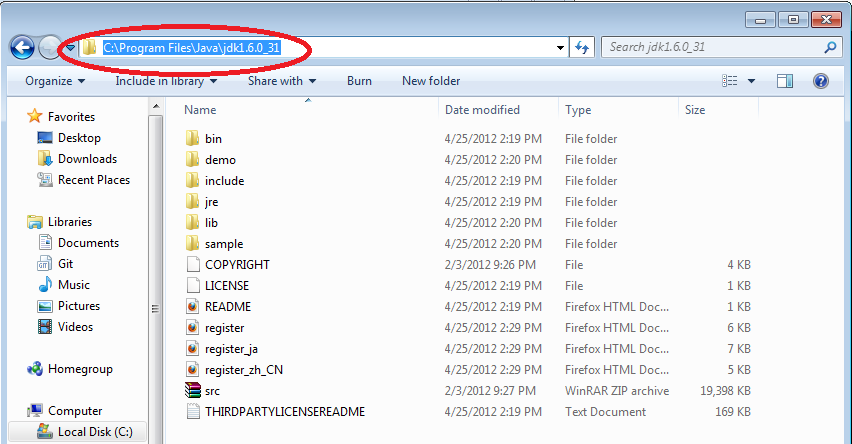 C:\Program Files\Java\jdk1.6.0_31
Search jdk1.6.0_31
Organize Include in library Share with Burn New folder
Favorites
Desktop
Downloads
Recent Places
Libraries
Documents
Git
Music
Pictures
Videos
Homegroup
Computer
Local Disk (C:)
Name Date modified Type Size
bin 4/25/2012 2:19 PM File folder
demo 4/25/2012 2:20 PM File folder
include 4/25/2012 2:19 PM File folder
jre 4/25/2012 2:19 PM File folder
lib 4/25/2012 2:20 PM File folder
sample 4/25/2012 2:20 PM File folder
COPYRIGHT 2/3/2012 9:26 PM File 4 KB
LICENSE 4/25/2012 2:19 PM File 1 KB
README 4/25/2012 2:19 PM Firefox HTML Doc... 1 KB
register 4/25/2012 2:29 PM Firefox HTML Doc... 6 KB
register_ja 4/25/2012 2:29 PM Firefox HTML Doc... 7 KB
register_zh_CN 4/25/2012 2:29 PM Firefox HTML Doc... 5 KB
src 2/3/2012 9:27 PM WinRAR ZIP archive 19,398 KB
THIRDPARTYLICENSEREADME 4/25/2012 2:19 PM Text Document 169 KB